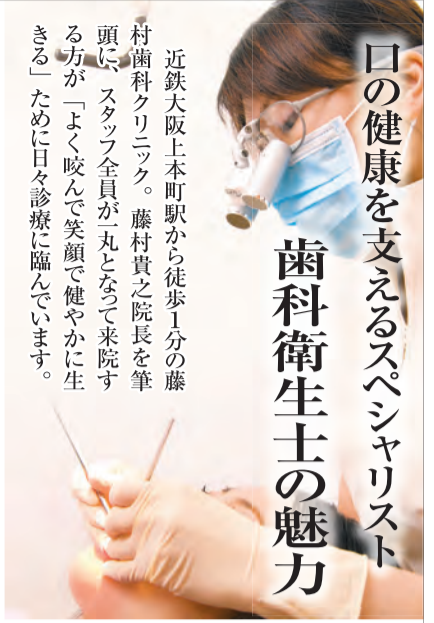 口の健康を支えるスペシャリスト
歯科衛生士の魅力
近鉄大阪上本町駅から徒歩1分の藤
村歯科クリニック。藤村貴之院長を筆
頭に、スタッフ全員が一丸となって来院す
る方が「よく咬んで笑顔で健やかに生
きる」ために日々診療に臨んでいます。